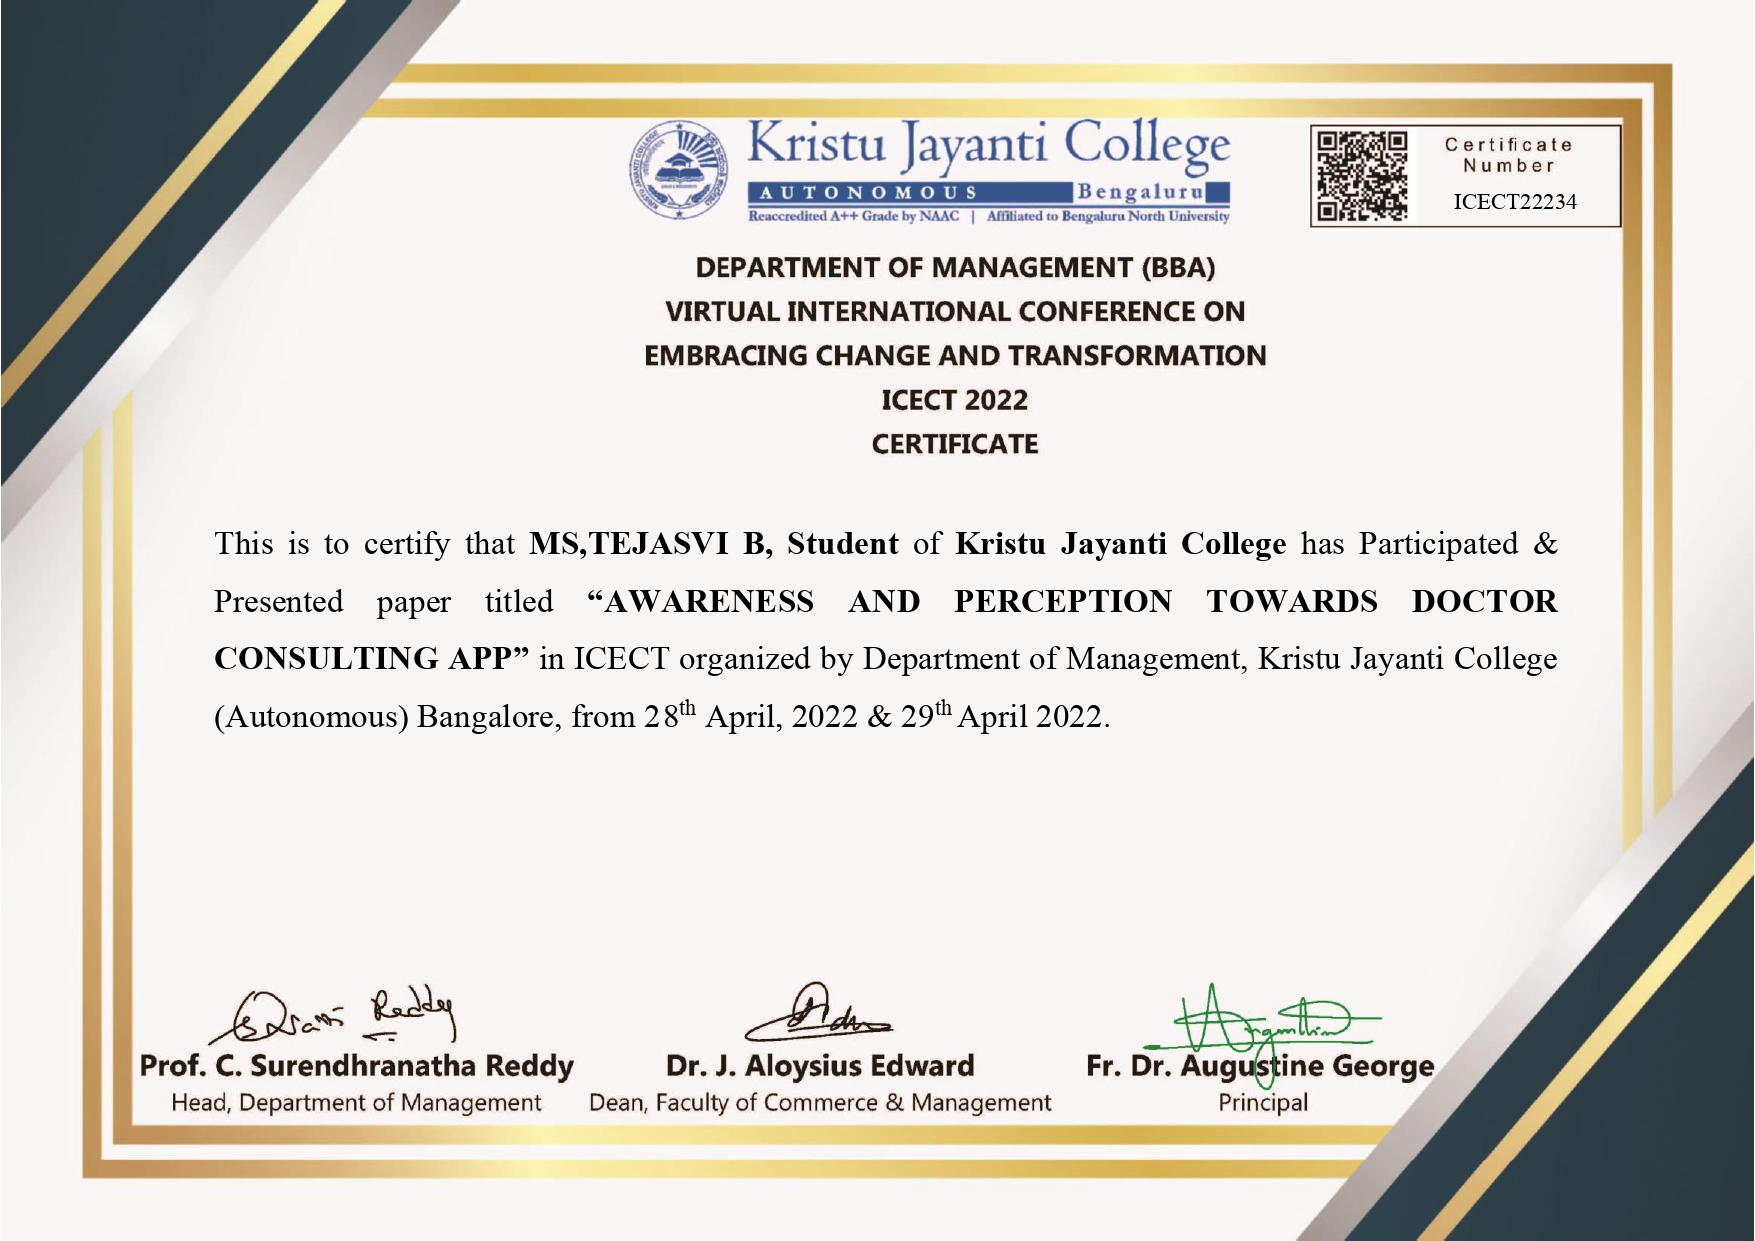 Kristu Jayanti College
AUTONOMOUS Bengaluru
Reaccredited A++ Grade by NAAC | Affiliated to Bengaluru North University
Certificate
Number
ICECT22234
DEPARTMENT OF MANAGEMENT (BBA)
VIRTUAL INTERNATIONAL CONFERENCE ON
EMBRACING CHANGE AND TRANSFORMATION
ICECT 2022
CERTIFICATE
This is to certify that MS,TEJASVI B, Student of Kristu Jayanti College has Participated &
Presented paper titled “AWARENESS AND PERCEPTION TOWARDS DOCTOR
CONSULTING APP” in ICECT organized by Department of Management, Kristu Jayanti College
(Autonomous) Bangalore, from 28th April, 2022 & 29th April 2022.
Reddy
Prof. C. Surendhranatha Reddy
Head, Department of Management
Dr. J. Aloysius Edward
Dean, Faculty of Commerce & Management
Fr. Dr. Augustine George
Principal